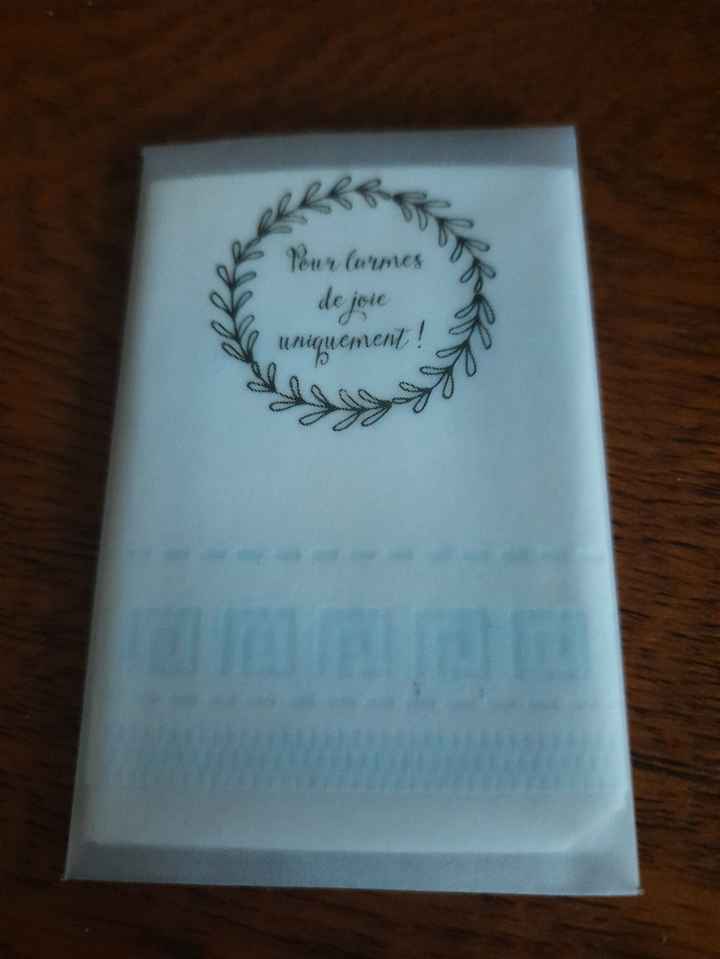 Pour larmes
de joie
uniquement !